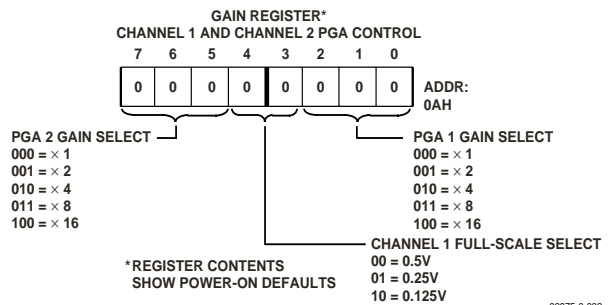 GAIN REGISTER*
CHANNEL 1 AND CHANNEL 2 PGA CONTROL
7 6 5 4 3 2 1 0
0 0 0 0 0 0 0 0 ADDR:
0AH
PGA 2 GAIN SELECT
000 = × 1
001 = × 2
010 = × 4
011 = × 8
100 = × 16
PGA 1 GAIN SELECT
000 = × 1
001 = × 2
010 = × 4
011 = × 8
100 = × 16
CHANNEL 1 FULL-SCALE SELECT
00 = 0.5V
01 = 0.25V
10 = 0.125V
*REGISTER CONTENTS
SHOW POWER-ON DEFAULTS